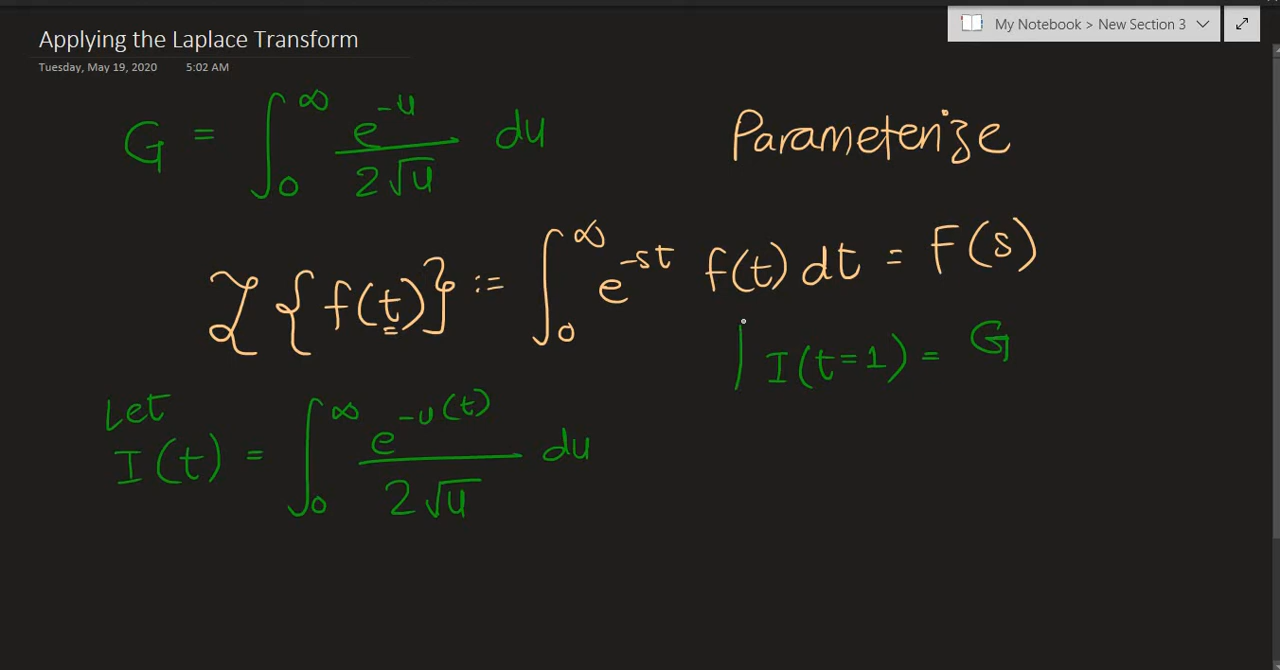 My Notebook > New Section 3
Applying the Laplace Transform
Tuesday, May 19, 2020 5:02 AM
G = ∫₀^∞ e^(-u) / (2√u) du
Parameterize
ℒ{f(t)} := ∫₀^∞ e^(-st) f(t) dt = F(s)
I(t=1) = G
Let
I(t) = ∫₀^∞ e^(-u(t)) / (2√u) du